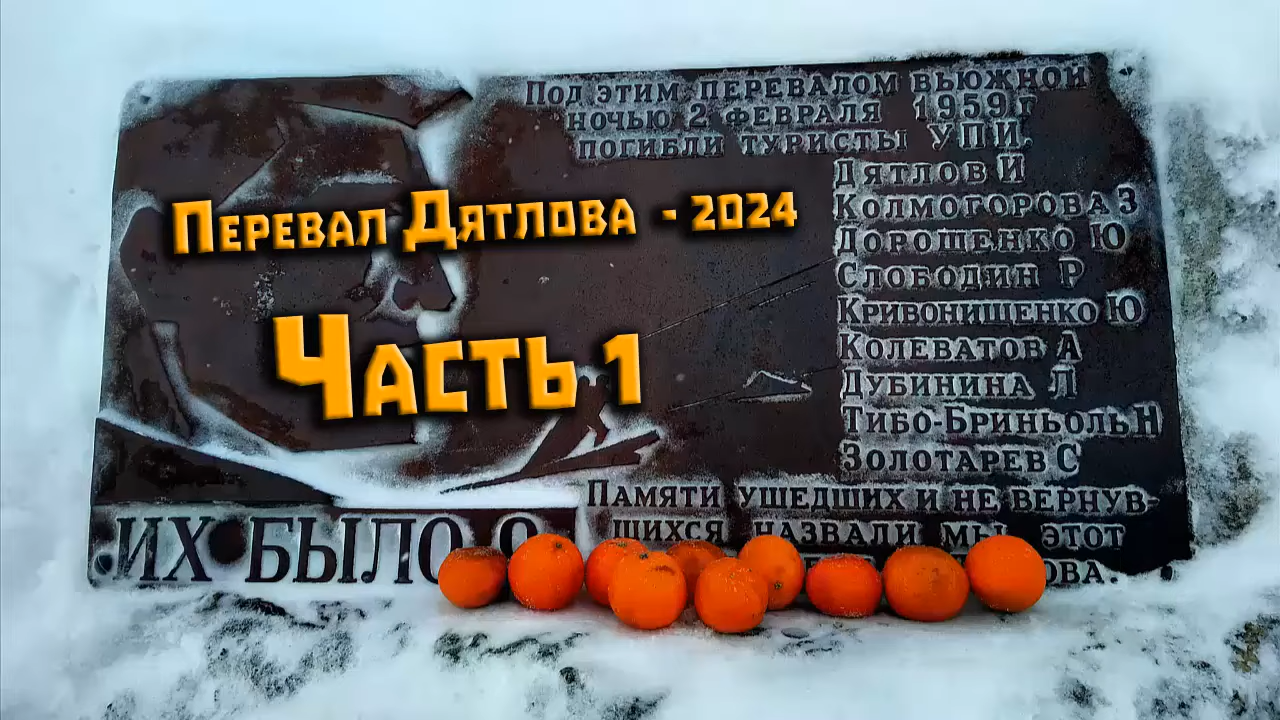 Под этим перевалом вьюжной
ночью 2 февраля 1959 г
погибли туристы УПИ.
Дятлов И
Колмогорова З
Дорошенко Ю
Слободин Р
Кривонищенко Ю
Колеватов А
Дубинина Л
Тибо-Бриньоль Н
Золотарев С
Перевал Дятлова - 2024
Часть 1
Памяти ушедших и не вернув-
шихся назвали мы этот
ИХ БЫЛО 9